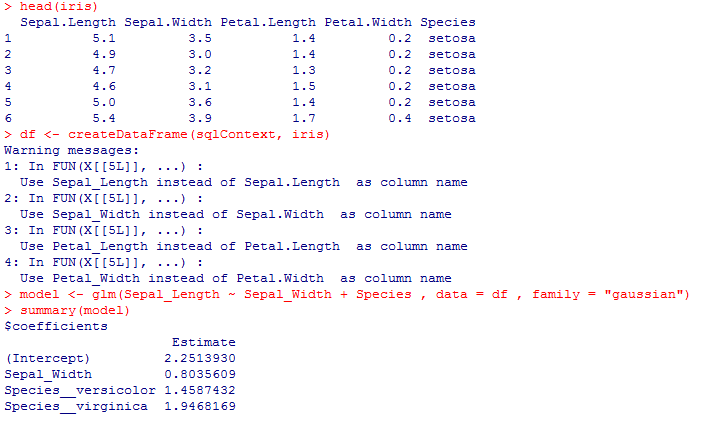 > head(iris)
  Sepal.Length Sepal.Width Petal.Length Petal.Width Species
1          5.1         3.5          1.4         0.2  setosa
2          4.9         3.0          1.4         0.2  setosa
3          4.7         3.2          1.3         0.2  setosa
4          4.6         3.1          1.5         0.2  setosa
5          5.0         3.6          1.4         0.2  setosa
6          5.4         3.9          1.7         0.4  setosa
> df <- createDataFrame(sqlContext, iris)
Warning messages:
1: In FUN(X[[5L]], ...) :
  Use Sepal_Length instead of Sepal.Length  as column name
2: In FUN(X[[5L]], ...) :
  Use Sepal_Width instead of Sepal.Width  as column name
3: In FUN(X[[5L]], ...) :
  Use Petal_Length instead of Petal.Length  as column name
4: In FUN(X[[5L]], ...) :
  Use Petal_Width instead of Petal.Width  as column name
> model <- glm(Sepal_Length ~ Sepal_Width + Species , data = df , family = "gaussian")
> summary(model)
$coefficients
                     Estimate
(Intercept)         2.2513930
Sepal_Width         0.8035609
Species__versicolor 1.4587432
Species__virginica  1.9468169